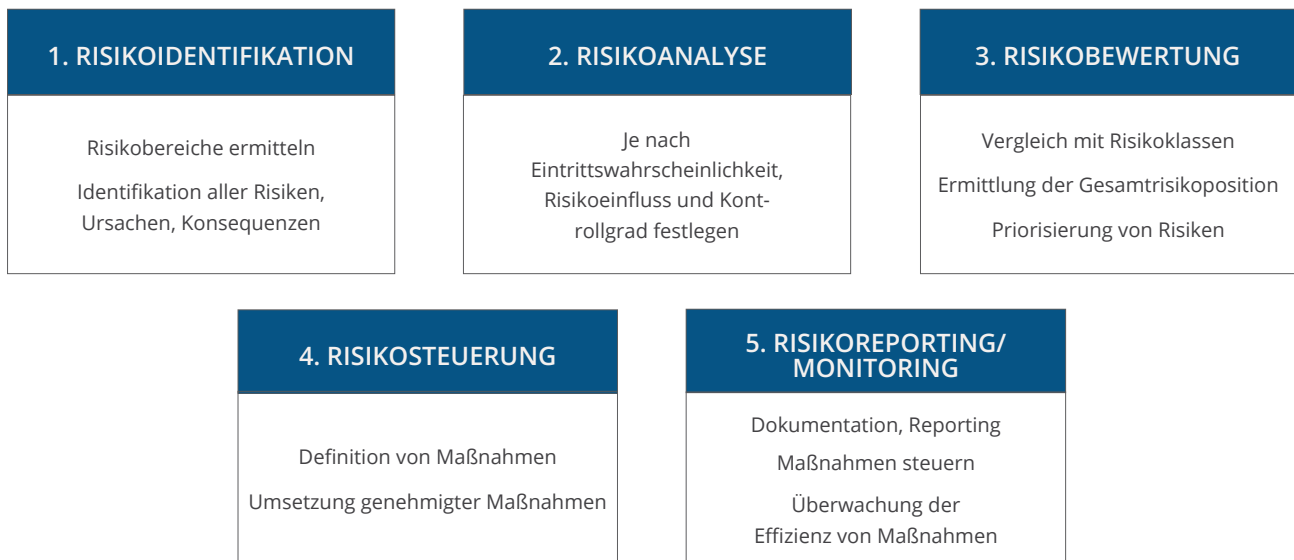 1. RISIKOIDENTIFIKATION
Risikobereiche ermitteln
Identifikation aller Risiken,
Ursachen, Konsequenzen
2. RISIKOANALYSE
Je nach
Eintrittswahrscheinlichkeit,
Risikoeinfluss und Kont-
rollgrad festlegen
3. RISIKOBEWERTUNG
Vergleich mit Risikoklassen
Ermittlung der Gesamtrisikoposition
Priorisierung von Risiken
4. RISIKOSTEUERUNG
Definition von Maßnahmen
Umsetzung genehmigter Maßnahmen
5. RISIKOREPORTING/
MONITORING
Dokumentation, Reporting
Maßnahmen steuern
Überwachung der
Effizienz von Maßnahmen